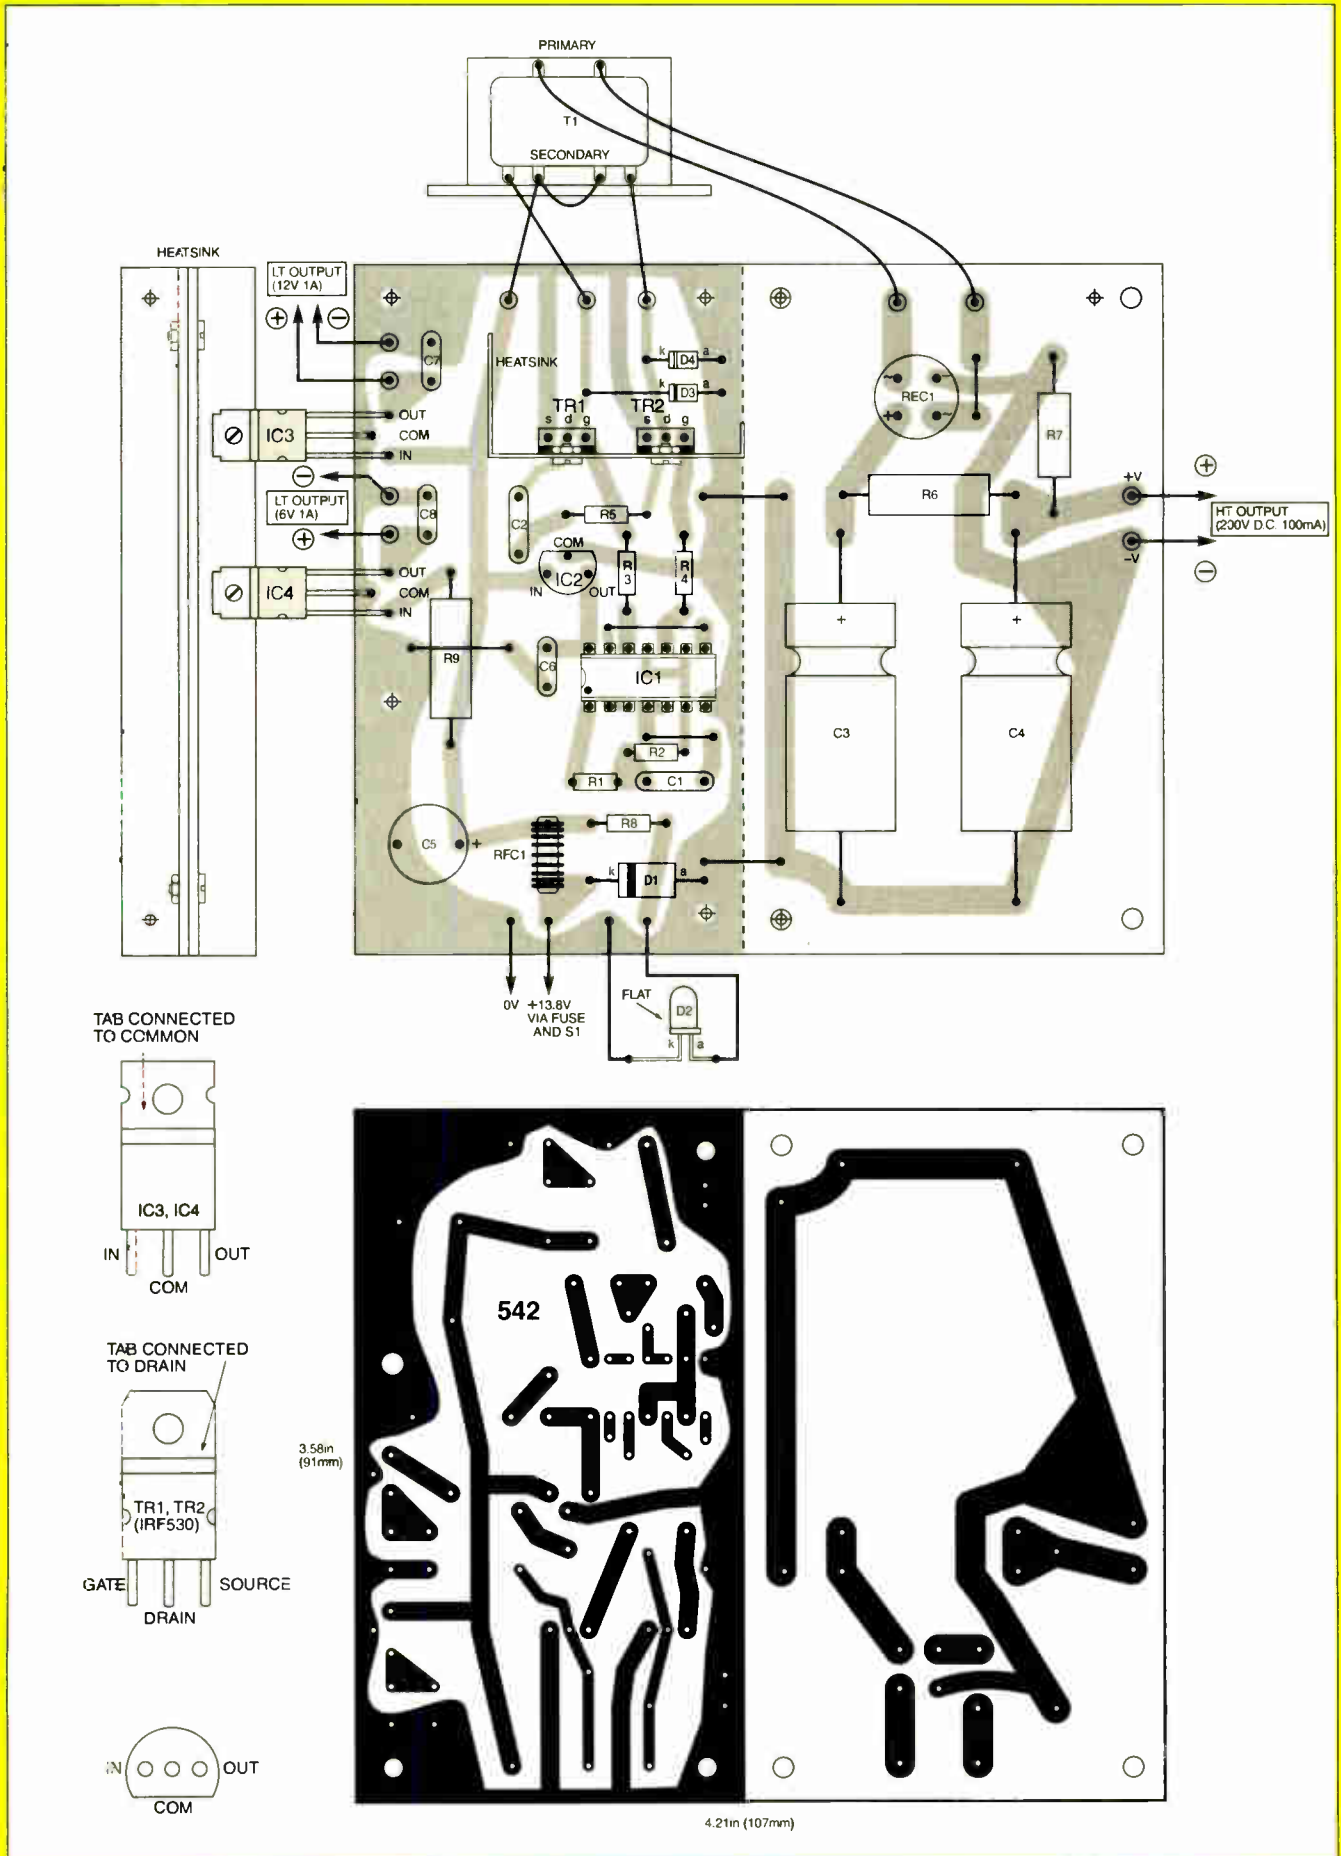 PRIMARY
T1
SECONDARY
HEATSINK
LT OUTPUT
(12V 1A)
+
−
C7
HEATSINK
k D4 a
k D3 a
TR1 TR2
s d g s d g
OUT
COM
IN
IC3
−
LT OUTPUT
(6V 1A)
+
C8
C2
R5
COM
IC2
IN
OUT
R3
R4
OUT
COM
IN
IC4
R9
C6
IC1
R2
R1
C1
C5
+
RFC1
R8
k D1 a
~
~
REC1
+
~
R7
R6
+V
+
HT OUTPUT
(200V D.C. 100mA)
−V
−
+
+
C3
C4
0V
+13.8V
VIA FUSE
AND S1
FLAT
D2
k a
TAB CONNECTED
TO COMMON
IC3, IC4
IN
OUT
COM
TAB CONNECTED
TO DRAIN
TR1, TR2
(IRF530)
GATE
SOURCE
DRAIN
IN
OUT
COM
542
3.58in
(91mm)
4.21in (107mm)